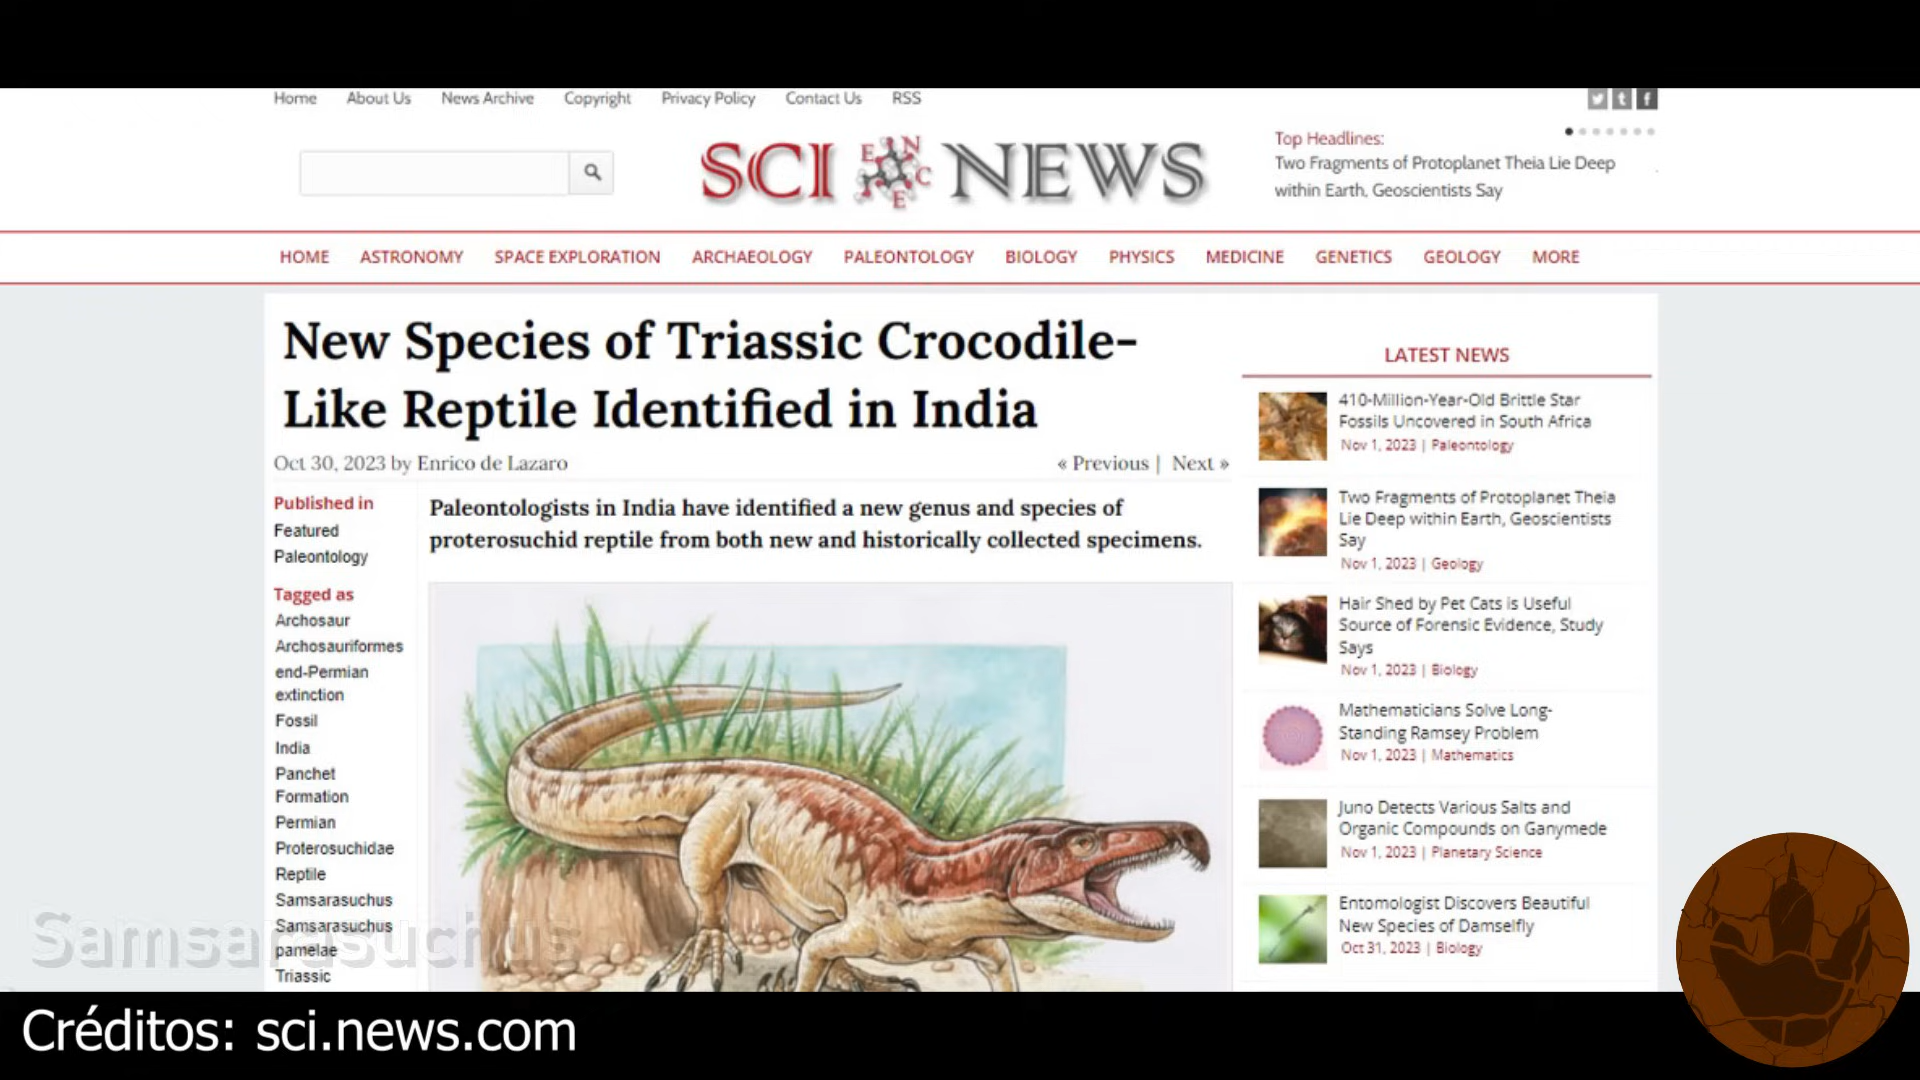 Home About Us News Archive Copyright Privacy Policy Contact Us RSS
SCIENCE NEWS
Top Headlines:
Two Fragments of Protoplanet Theia Lie Deep
within Earth, Geoscientists Say
HOME ASTRONOMY SPACE EXPLORATION ARCHAEOLOGY PALEONTOLOGY BIOLOGY PHYSICS MEDICINE GENETICS GEOLOGY MORE
New Species of Triassic Crocodile-
Like Reptile Identified in India
Oct 30, 2023 by Enrico de Lazaro
« Previous | Next »
Published in
Featured
Paleontology
Tagged as
Archosaur
Archosauriformes
end-Permian
extinction
Fossil
India
Panchet
Formation
Permian
Proterosuchidae
Reptile
Samsarasuchus
Samsarasuchus
pamelae
Triassic
Paleontologists in India have identified a new genus and species of
proterosuchid reptile from both new and historically collected specimens.
LATEST NEWS
410-Million-Year-Old Brittle Star
Fossils Uncovered in South Africa
Nov 1, 2023 | Paleontology
Two Fragments of Protoplanet Theia
Lie Deep within Earth, Geoscientists
Say
Nov 1, 2023 | Geology
Hair Shed by Pet Cats is Useful
Source of Forensic Evidence, Study
Says
Nov 1, 2023 | Biology
Mathematicians Solve Long-
Standing Ramsey Problem
Nov 1, 2023 | Mathematics
Juno Detects Various Salts and
Organic Compounds on Ganymede
Nov 1, 2023 | Planetary Science
Entomologist Discovers Beautiful
New Species of Damselfly
Oct 31, 2023 | Biology
Samsarasuchus
Créditos: sci.news.com